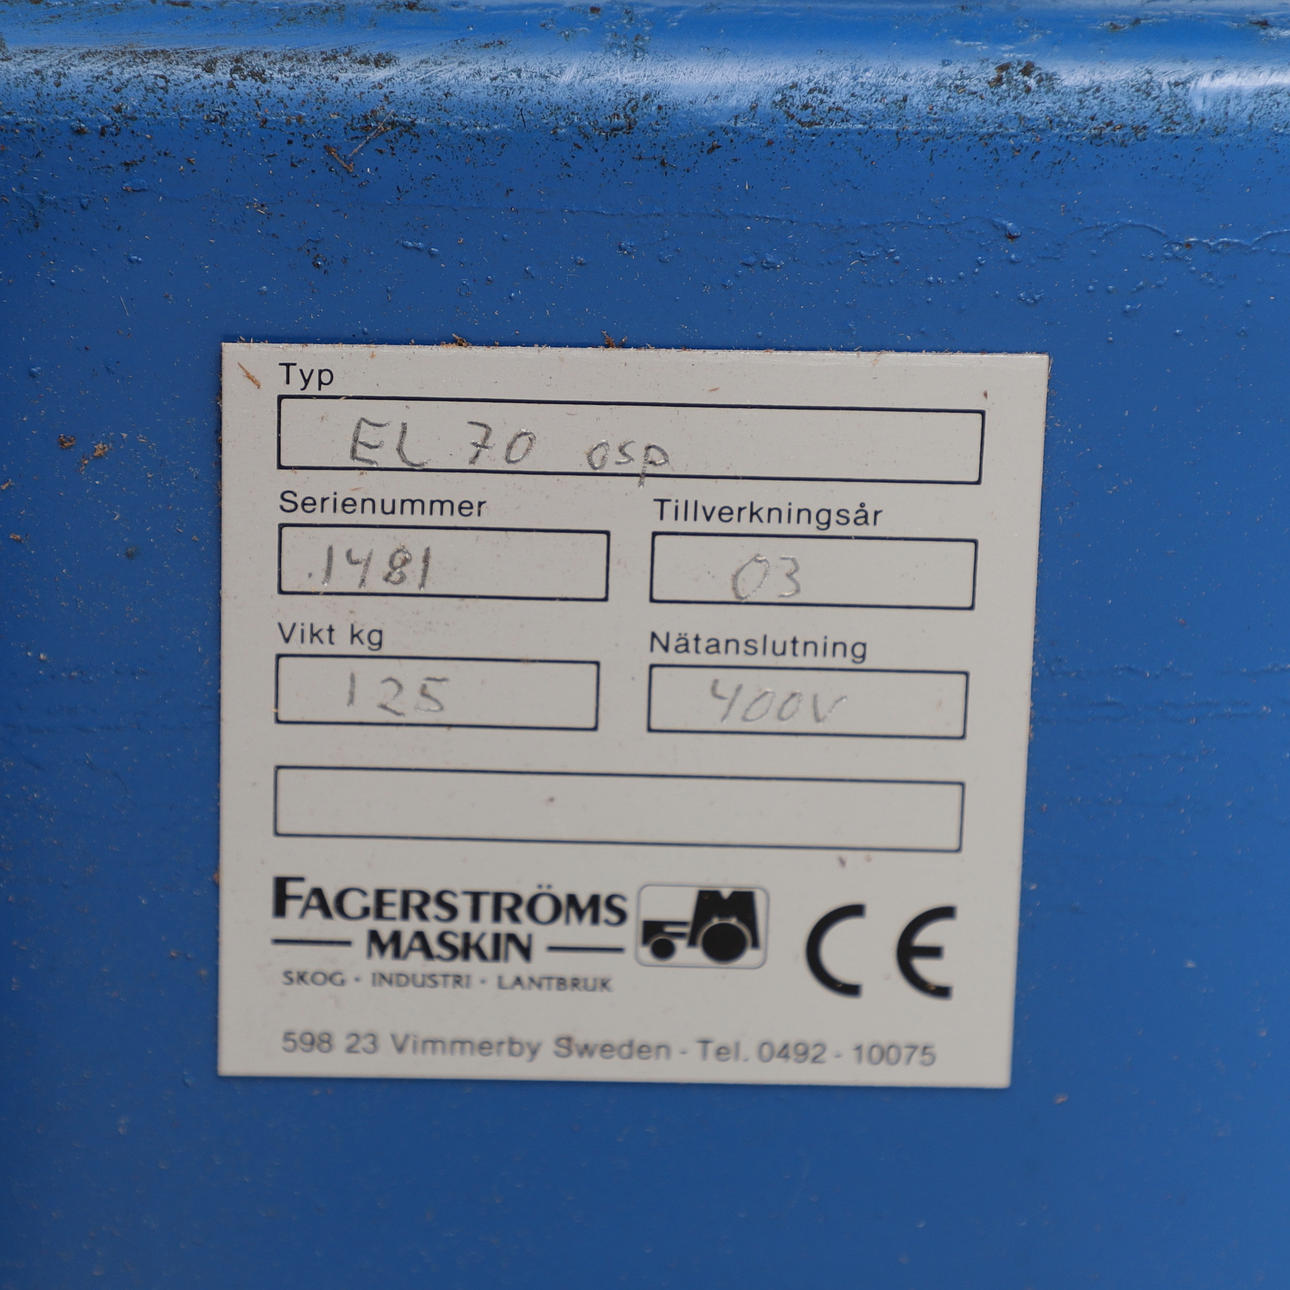 Typ
EL 70 osp
Serienummer Tillverkningsår
1481 03
Vikt kg Nätanslutning
125 400V
FAGERSTRÖMS
MASKIN
SKOG · INDUSTRI · LANTBRUK
CE
598 23 Vimmerby Sweden - Tel. 0492 - 10075